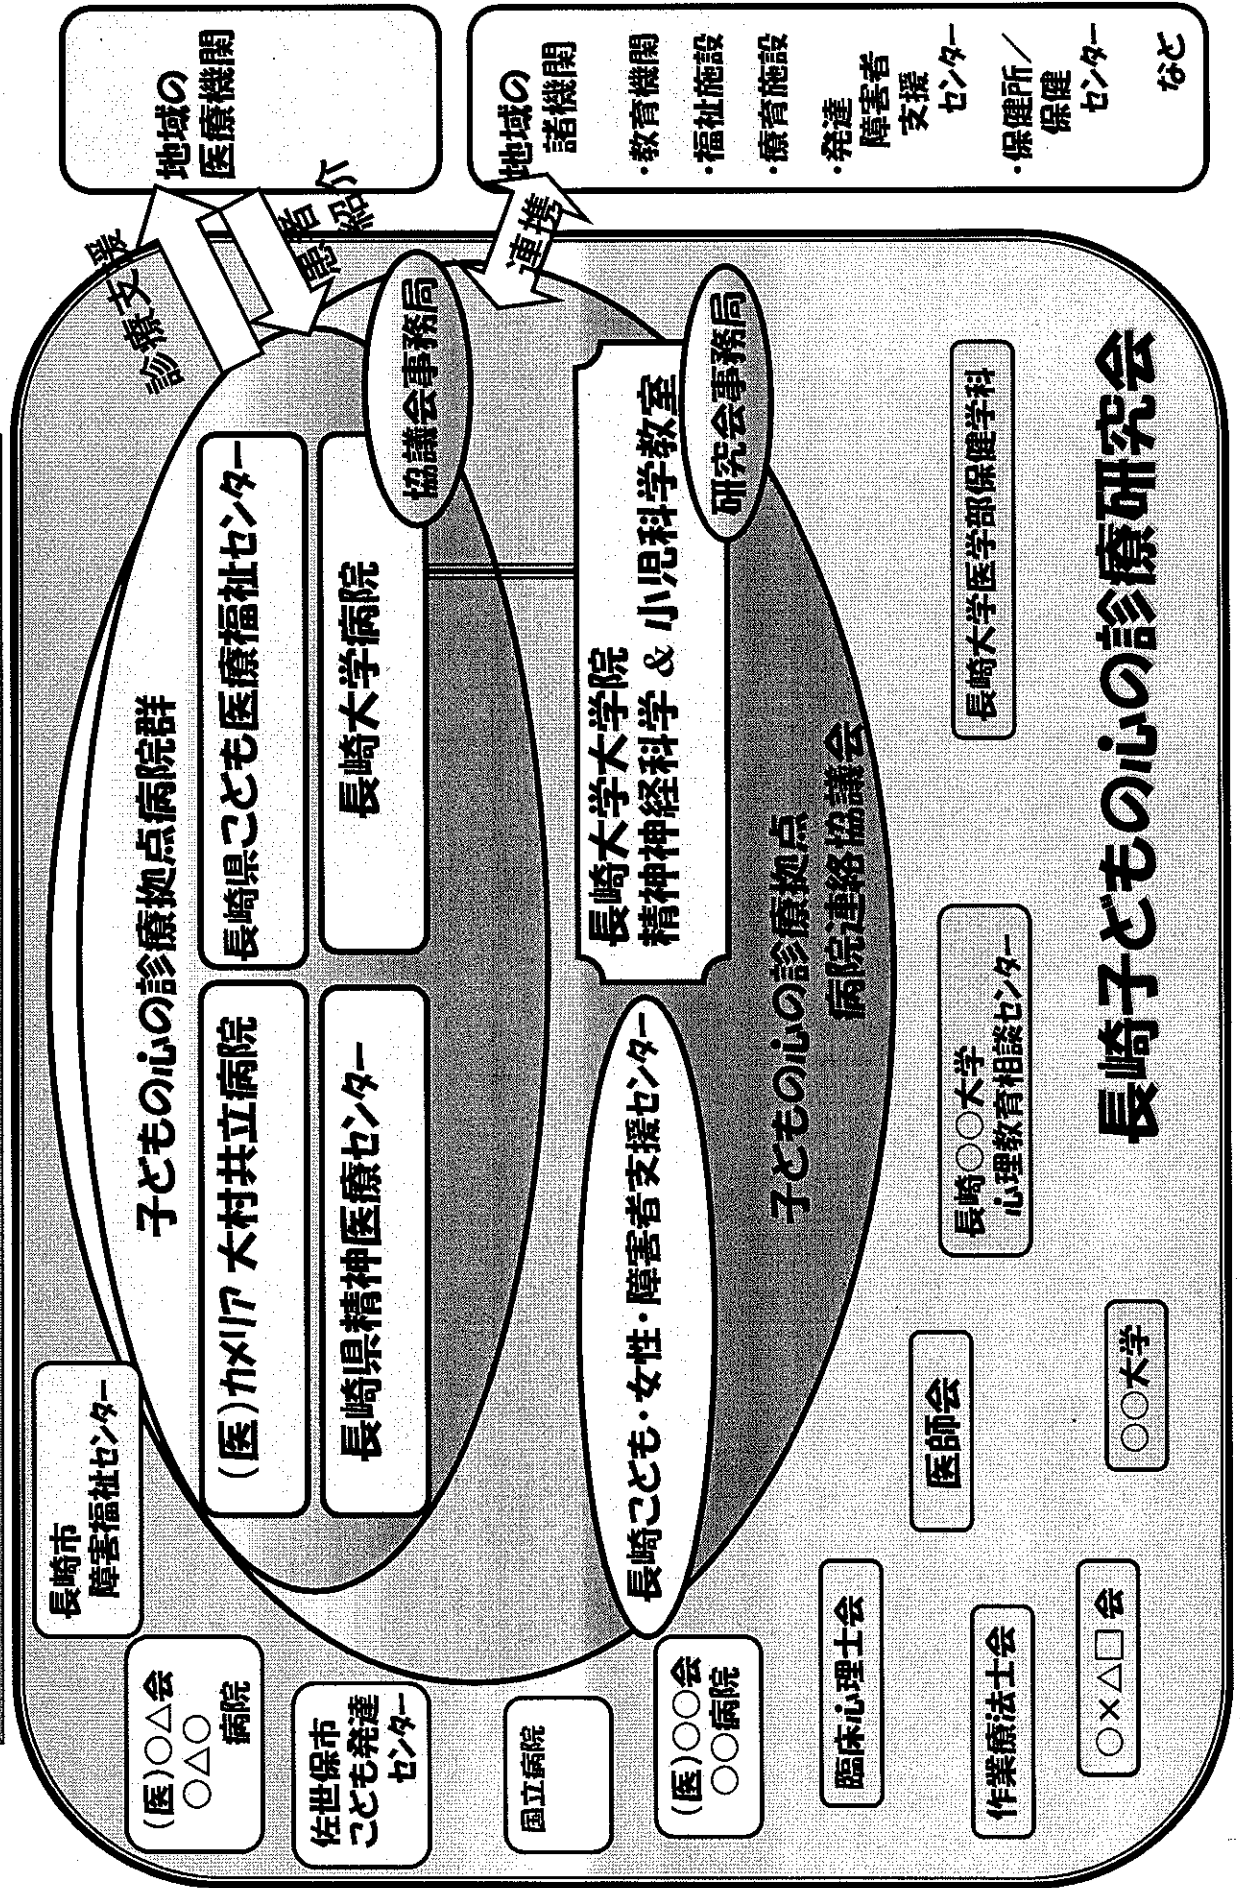 長崎市
障害福祉センター
(医)○△会
○△○
病院
佐世保市
こども発達
センター
国立病院
(医)○○会
○○病院
臨床心理士会
作業療法士会
○×△□会
医師会
○○大学
長崎○○大学
心理教育相談センター
長崎大学医学部保健学科
長崎子どもの心の診療研究会
子どもの心の診療拠点病院群
(医)カメリア 大村共立病院
長崎県こども医療福祉センター
長崎県精神医療センター
長崎大学病院
協議会事務局
長崎こども・女性・障害者支援センター
長崎大学大学院
精神神経科学 & 小児科学教室
研究会事務局
子どもの心の診療拠点
病院連絡協議会
診療支援
患者
紹介
連携
地域の
医療機関
地域の
諸機関
・教育機関
・福祉施設
・療育施設
・発達
障害者
支援
センター
・保健所／
保健
センター
など